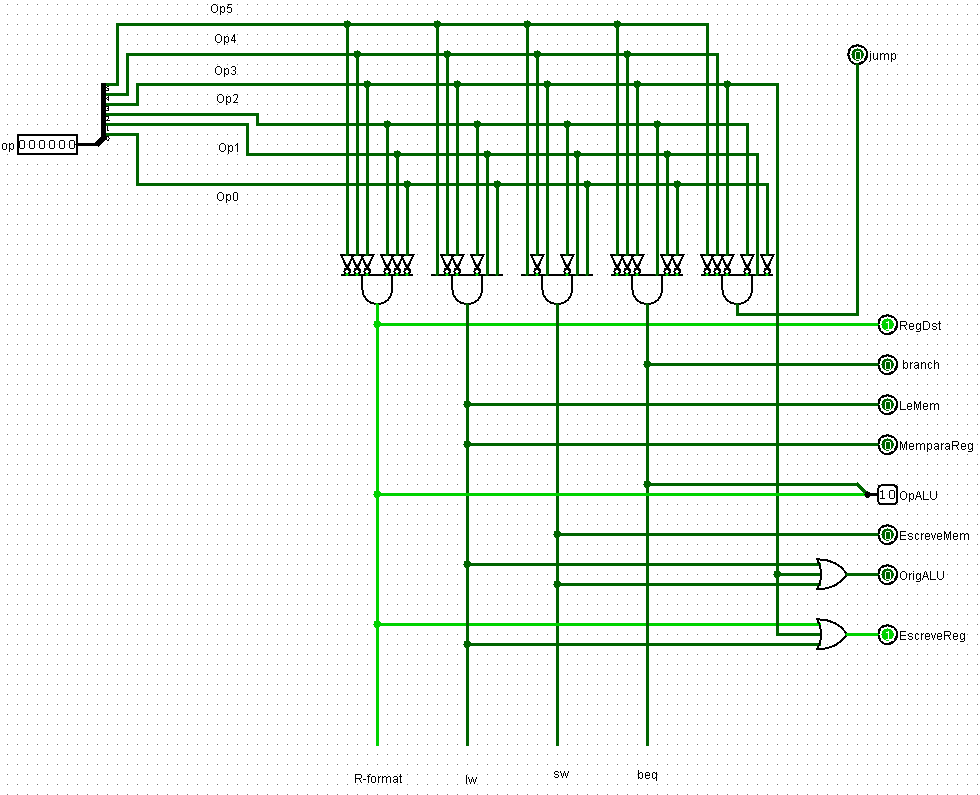 Op5
Op4
jump
Op3
Op2
op 000000
Op1
Op0
1 RegDst
0 branch
0 LeMem
0 MemparaReg
10 OpALU
0 EscreveMem
0 OrigALU
1 EscreveReg
R-format lw sw beq